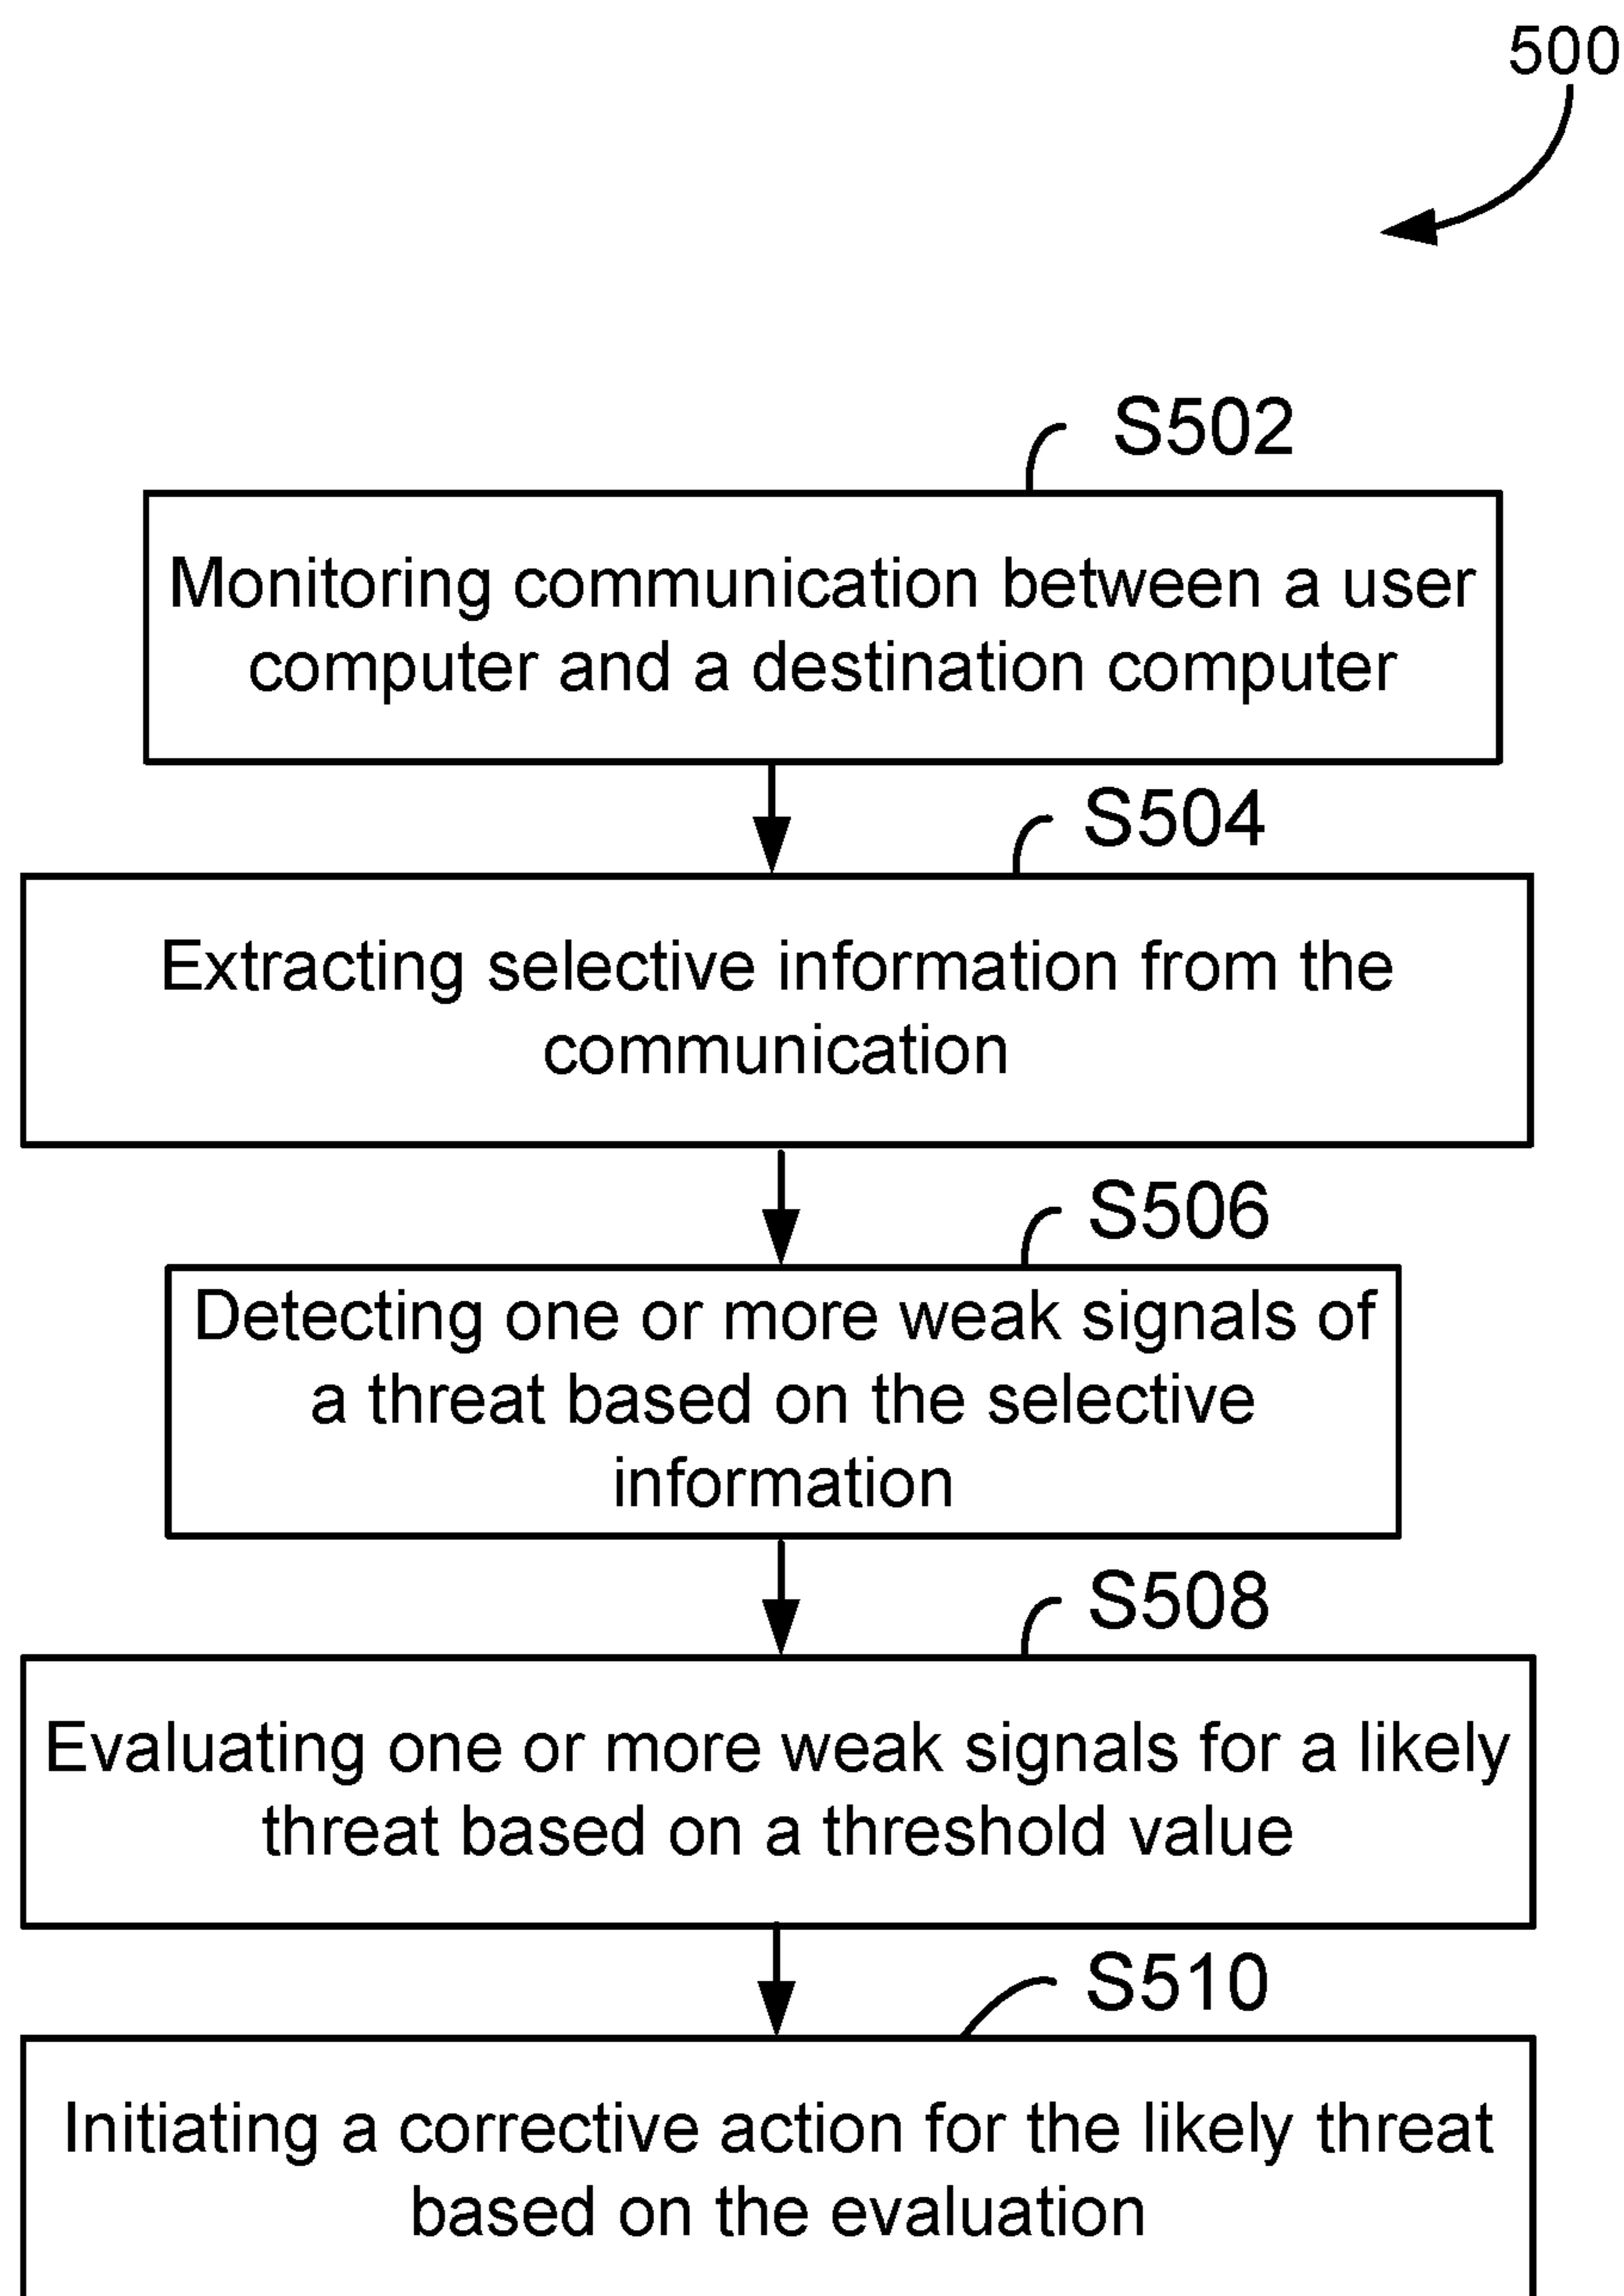 500
S502
Monitoring communication between a user
computer and a destination computer
S504
Extracting selective information from the
communication
S506
Detecting one or more weak signals of
a threat based on the selective
information
S508
Evaluating one or more weak signals for a likely
threat based on a threshold value
S510
Initiating a corrective action for the likely threat
based on the evaluation